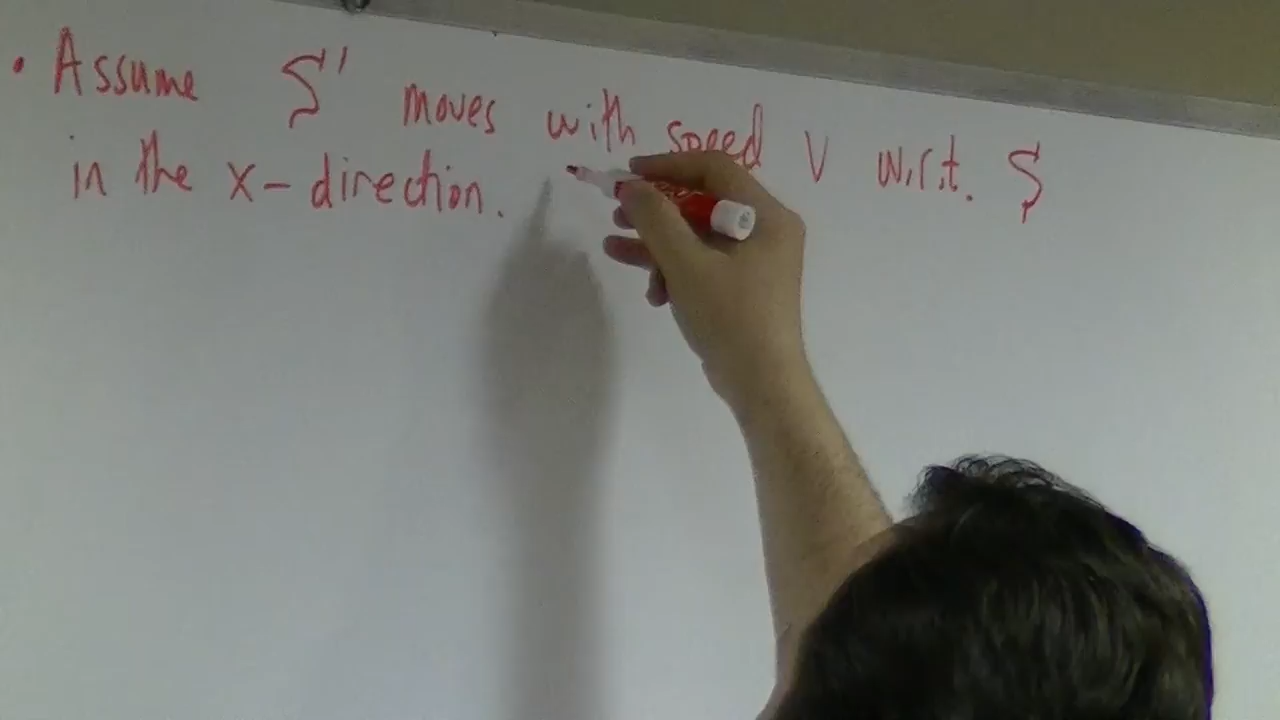 • Assume S' moves with speed v w.r.t. S
in the x-direction.